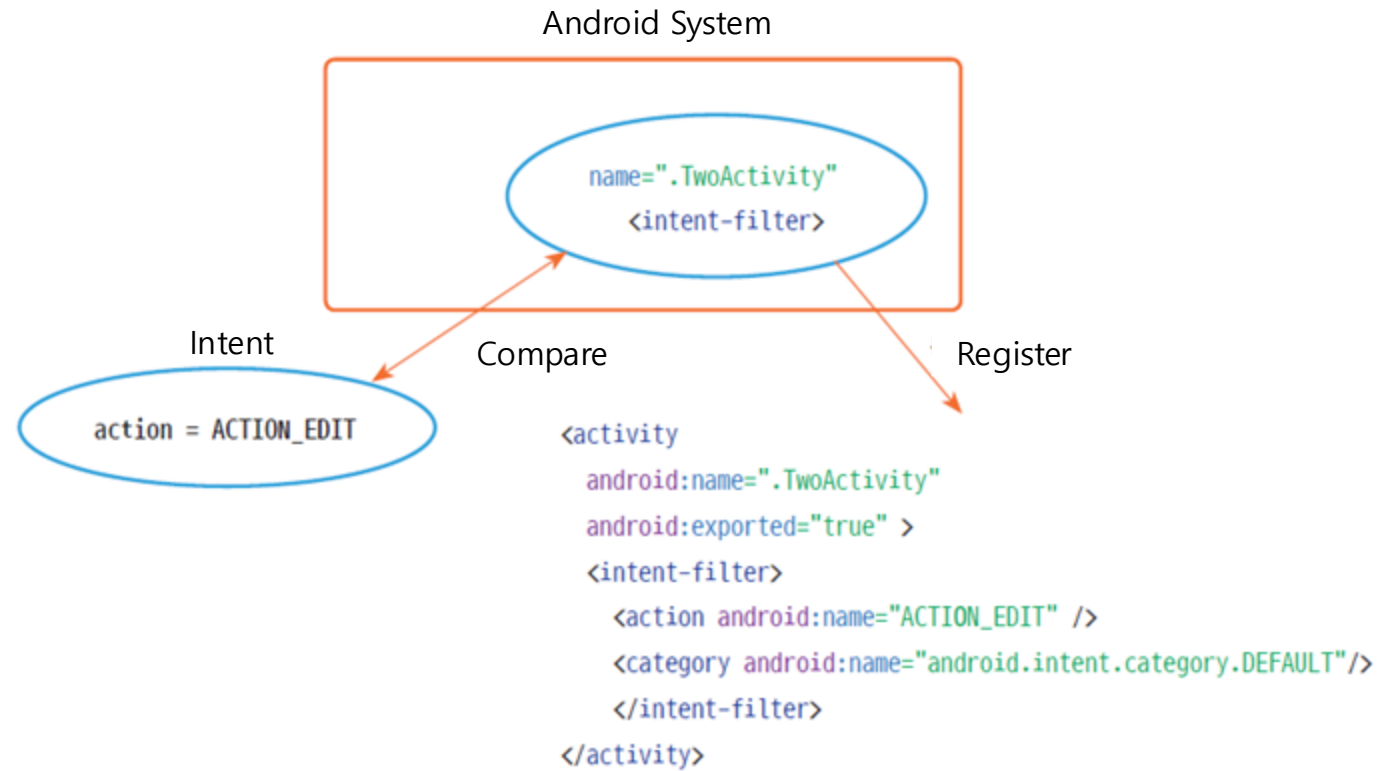 Android System
name=".TwoActivity"
<intent-filter>
Intent
Compare
Register
action = ACTION_EDIT
<activity
android:name=".TwoActivity"
android:exported="true" >
<intent-filter>
<action android:name="ACTION_EDIT" />
<category android:name="android.intent.category.DEFAULT"/>
</intent-filter>
</activity>